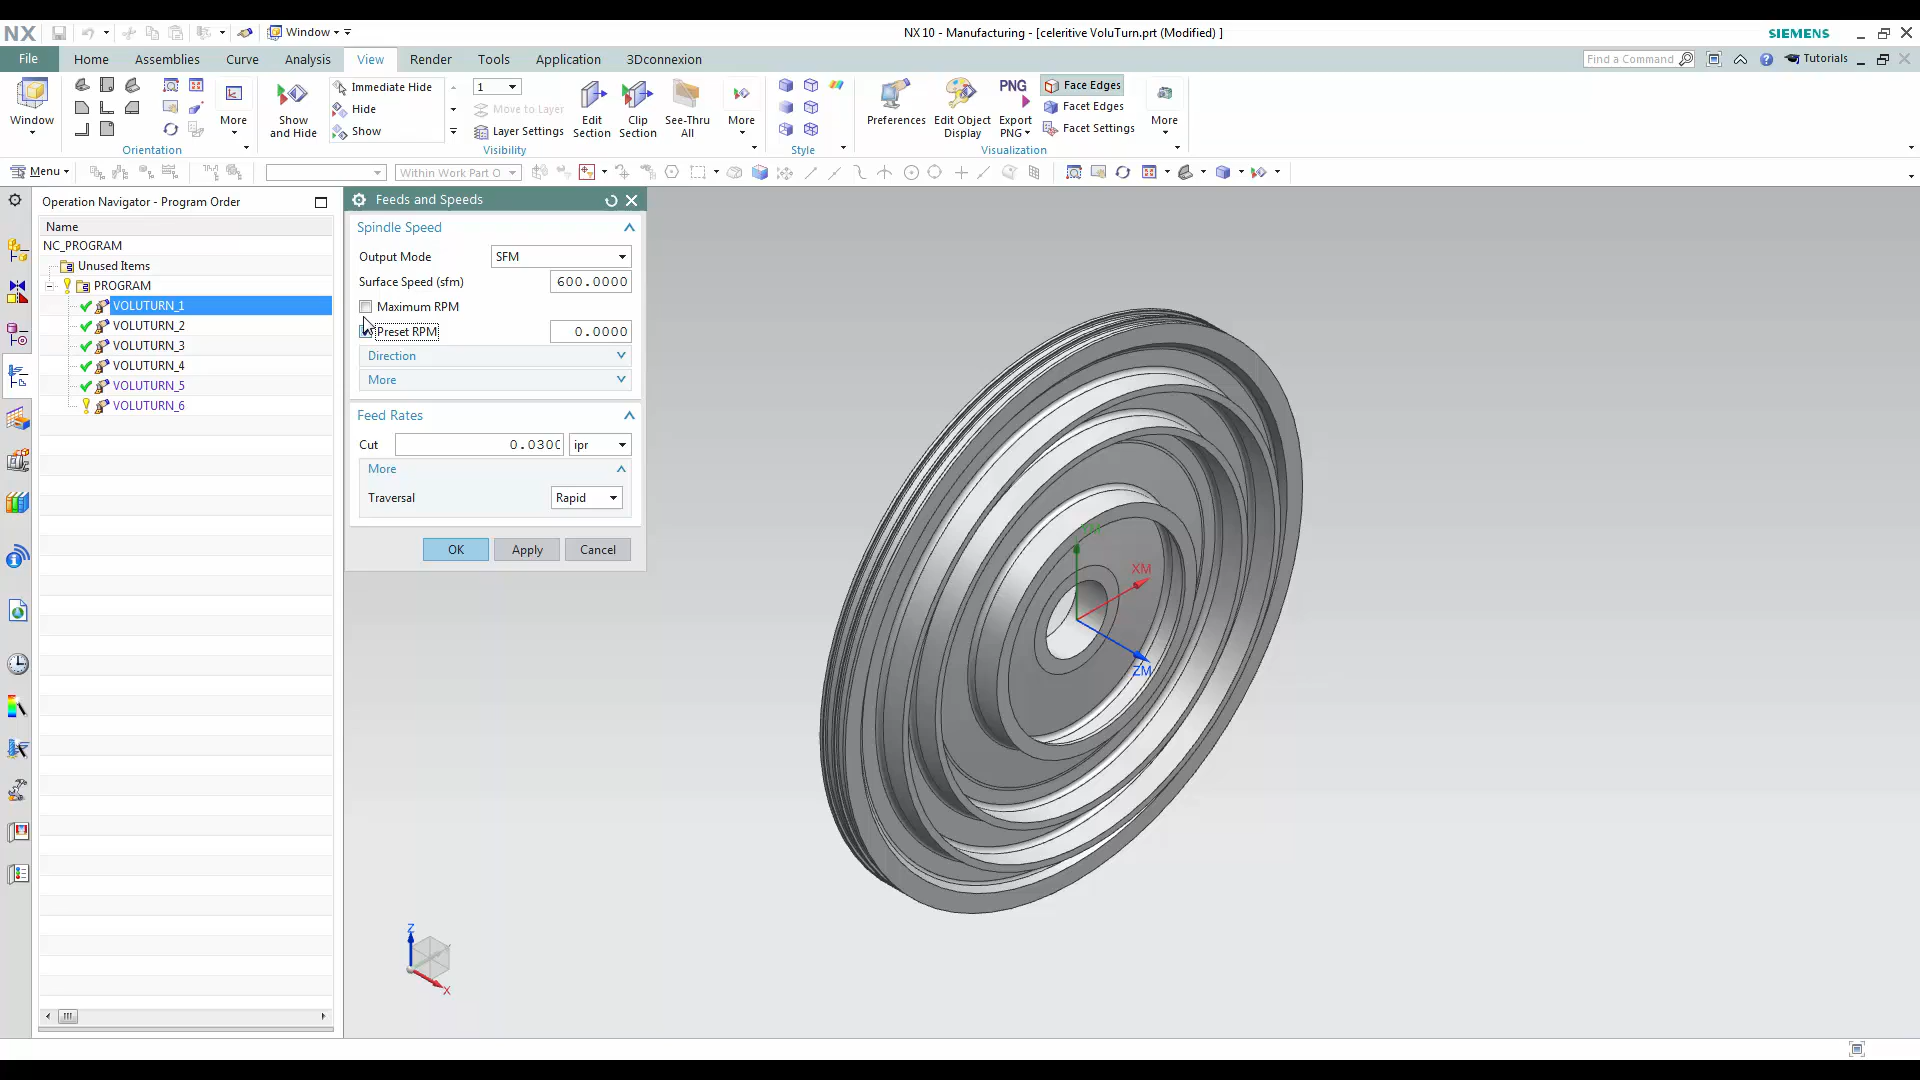 NX
Window
NX 10 - Manufacturing - [celeritive VoluTurn.prt (Modified) ]
SIEMENS
File
Home
Assemblies
Curve
Analysis
View
Render
Tools
Application
3Dconnexion
Find a Command
Tutorials
Window
More
Orientation
Show and Hide
Immediate Hide
Hide
Show
1
Move to Layer
Layer Settings
Edit Section
Clip Section
See-Thru All
More
Visibility
Style
Preferences
Edit Object Display
PNG
Export PNG
Face Edges
Facet Edges
Facet Settings
More
Visualization
Menu
Within Work Part O
Operation Navigator - Program Order
Name
NC_PROGRAM
Unused Items
PROGRAM
VOLUTURN_1
VOLUTURN_2
VOLUTURN_3
VOLUTURN_4
VOLUTURN_5
VOLUTURN_6
Feeds and Speeds
Spindle Speed
Output Mode SFM
Surface Speed (sfm) 600.0000
Maximum RPM
Preset RPM 0.0000
Direction
More
Feed Rates
Cut 0.0300 ipr
More
Traversal Rapid
OK Apply Cancel
YM
XM
ZM
Z
X